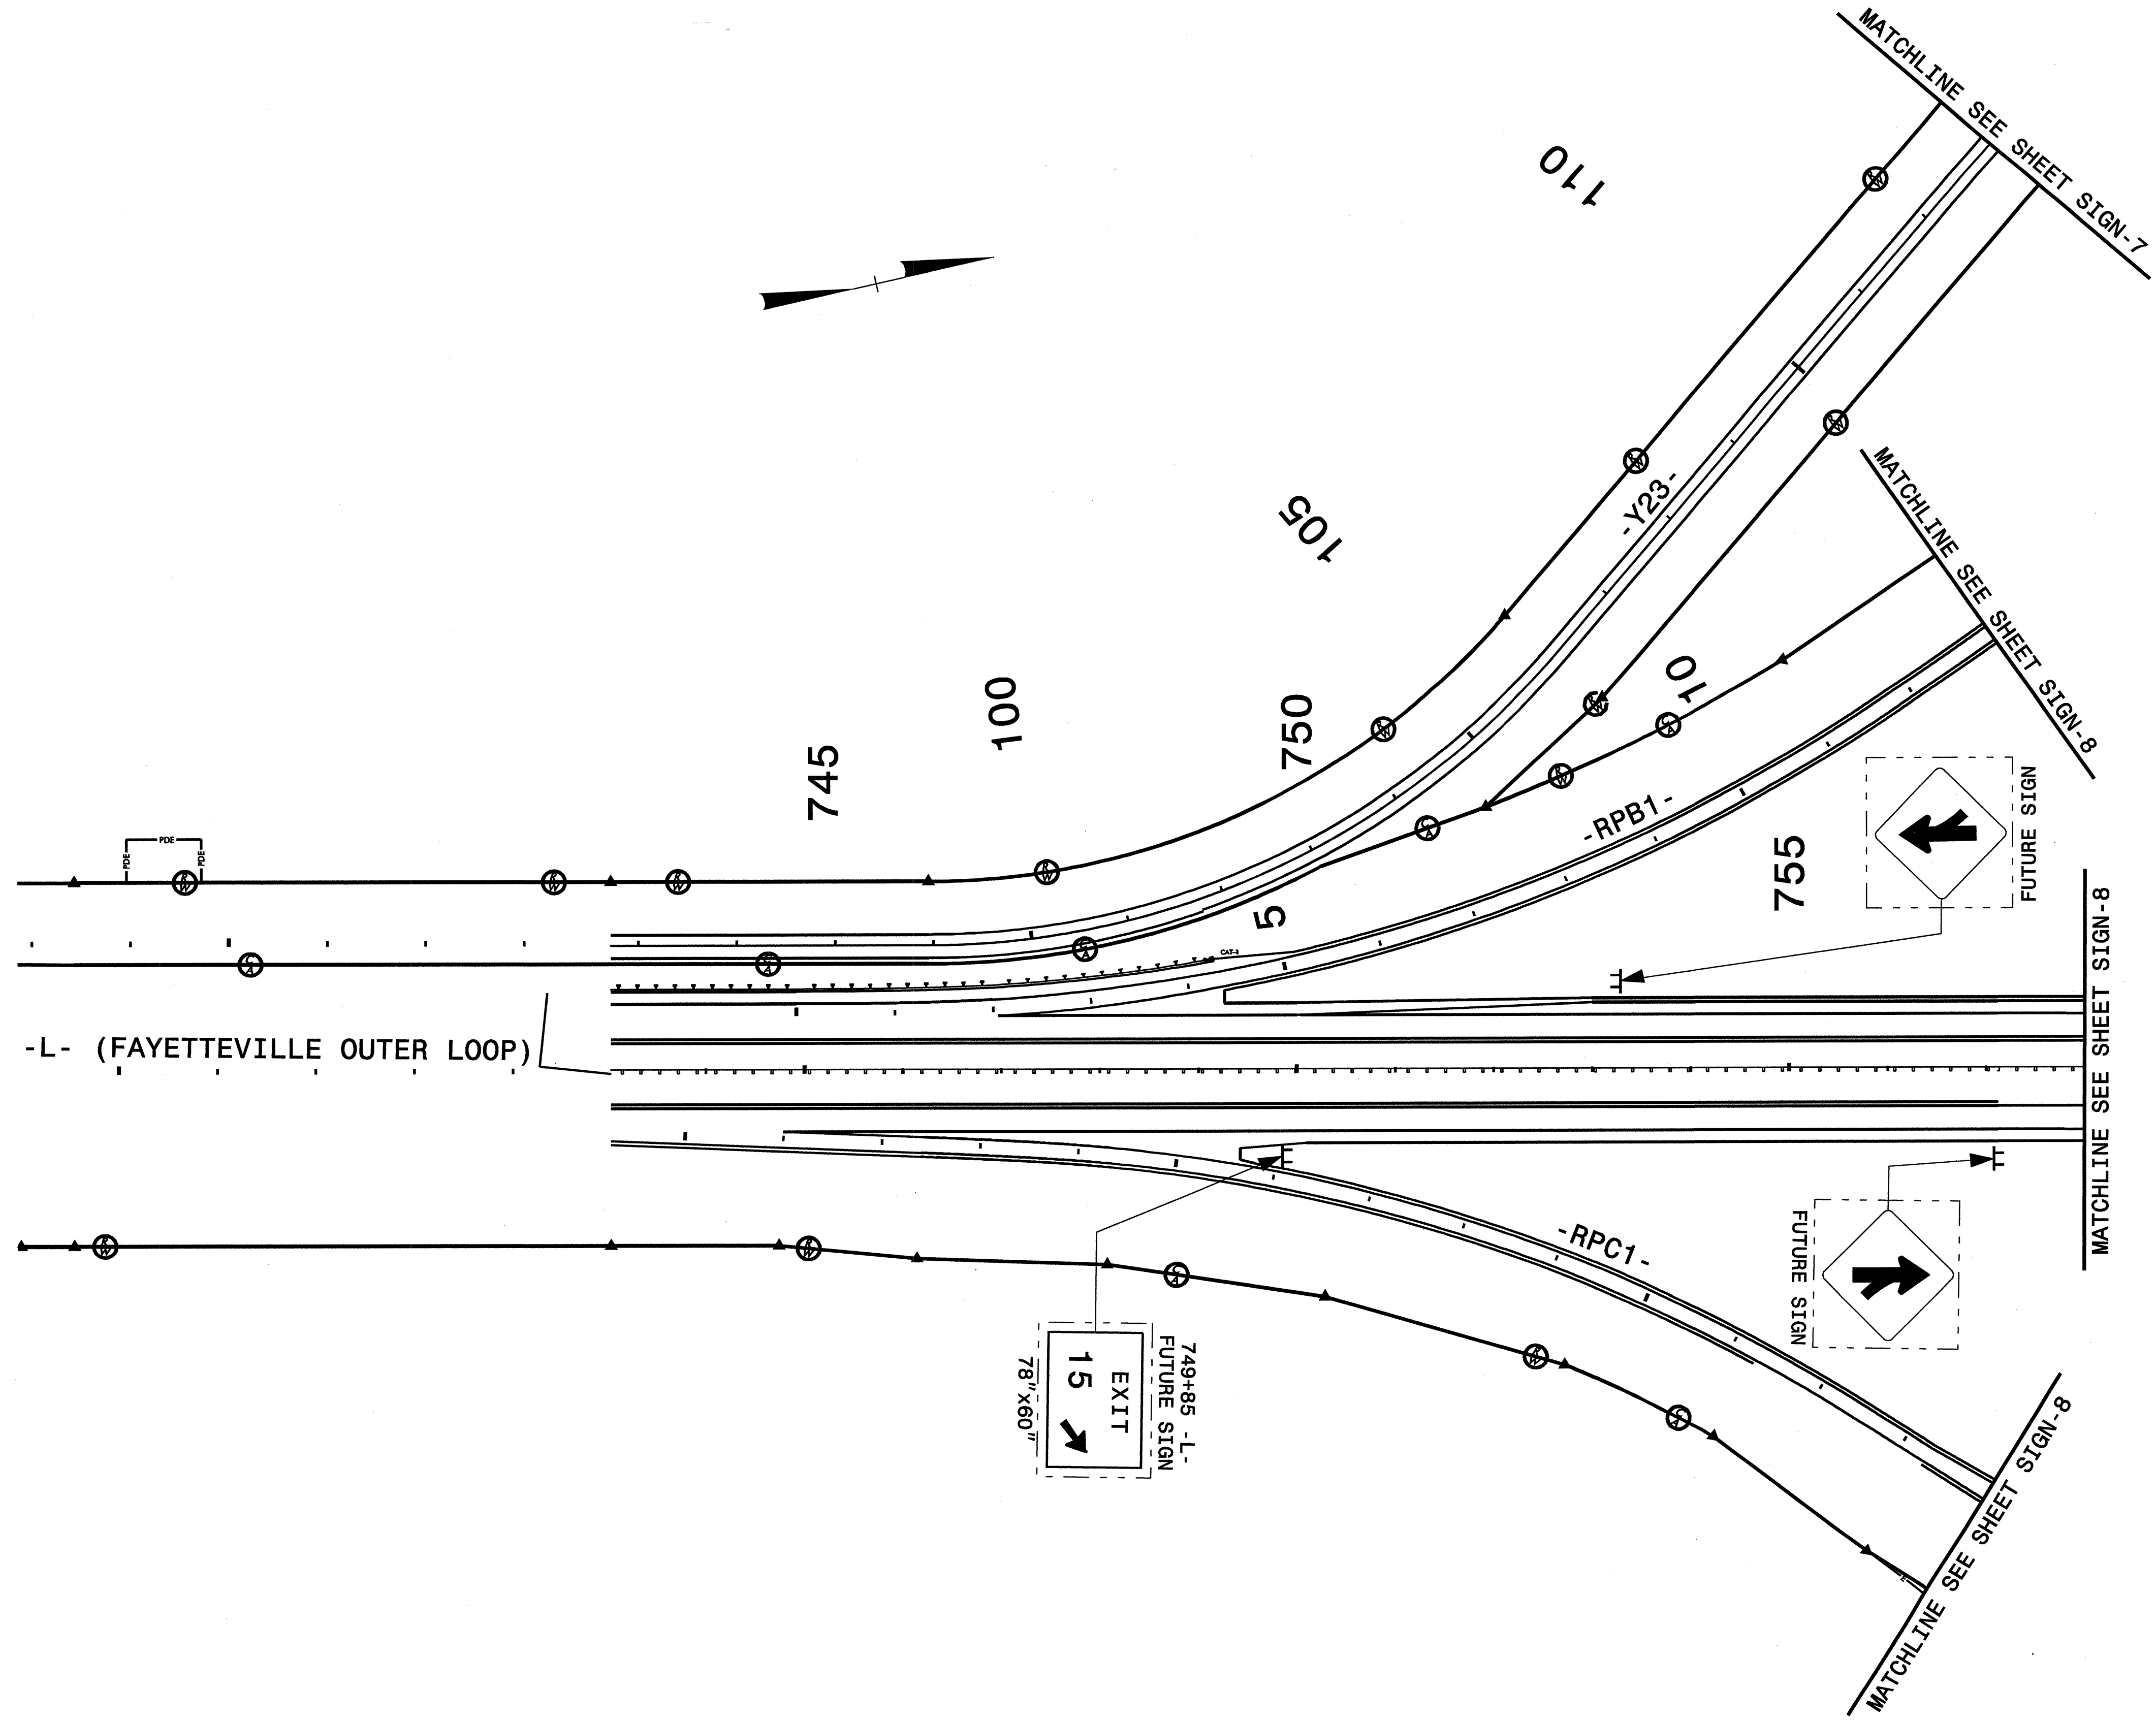 MATCHLINE SEE SHEET SIGN-7
110
-Y23-
105
MATCHLINE SEE SHEET SIGN-8
10
100
750
745
-RPB1-
755
FUTURE SIGN
PDE
PDE
PDE
R/W
C/A
5
CAT-3
-L- (FAYETTEVILLE OUTER LOOP)
MATCHLINE SEE SHEET SIGN-8
-RPC1-
FUTURE SIGN
749+85 -L-
FUTURE SIGN
EXIT
15
78"x60"
MATCHLINE SEE SHEET SIGN-8